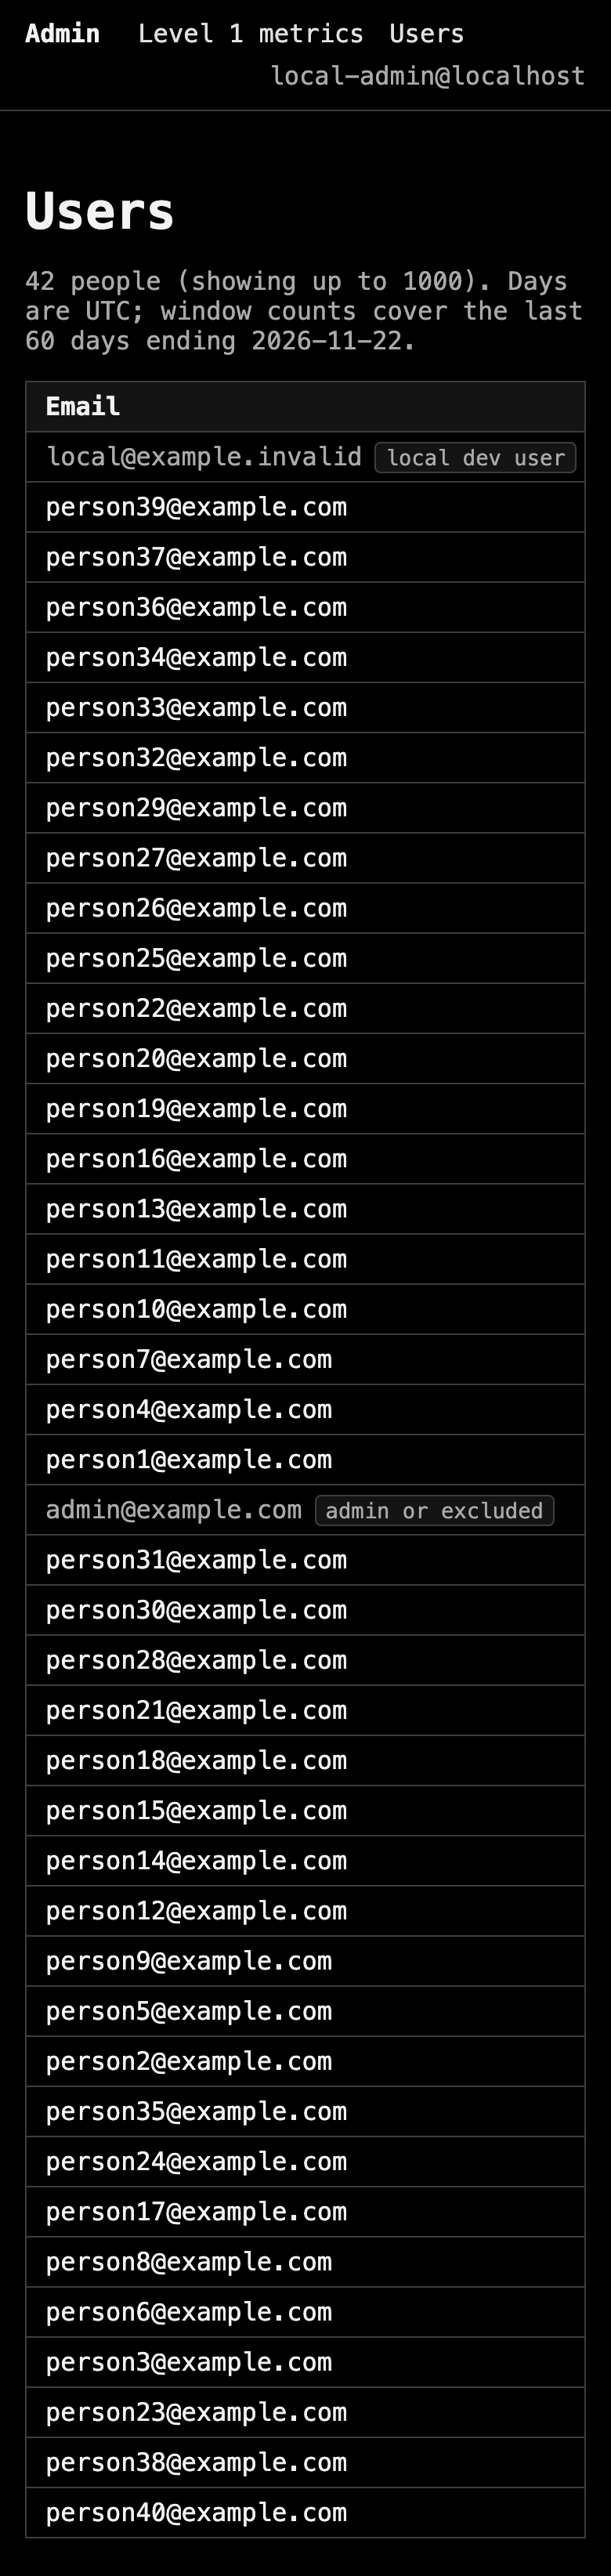 Admin Level 1 metrics Users
local-admin@localhost
Users
42 people (showing up to 1000). Days
are UTC; window counts cover the last
60 days ending 2026-11-22.
Email
local@example.invalid local dev user
person39@example.com
person37@example.com
person36@example.com
person34@example.com
person33@example.com
person32@example.com
person29@example.com
person27@example.com
person26@example.com
person25@example.com
person22@example.com
person20@example.com
person19@example.com
person16@example.com
person13@example.com
person11@example.com
person10@example.com
person7@example.com
person4@example.com
person1@example.com
admin@example.com admin or excluded
person31@example.com
person30@example.com
person28@example.com
person21@example.com
person18@example.com
person15@example.com
person14@example.com
person12@example.com
person9@example.com
person5@example.com
person2@example.com
person35@example.com
person24@example.com
person17@example.com
person8@example.com
person6@example.com
person3@example.com
person23@example.com
person38@example.com
person40@example.com